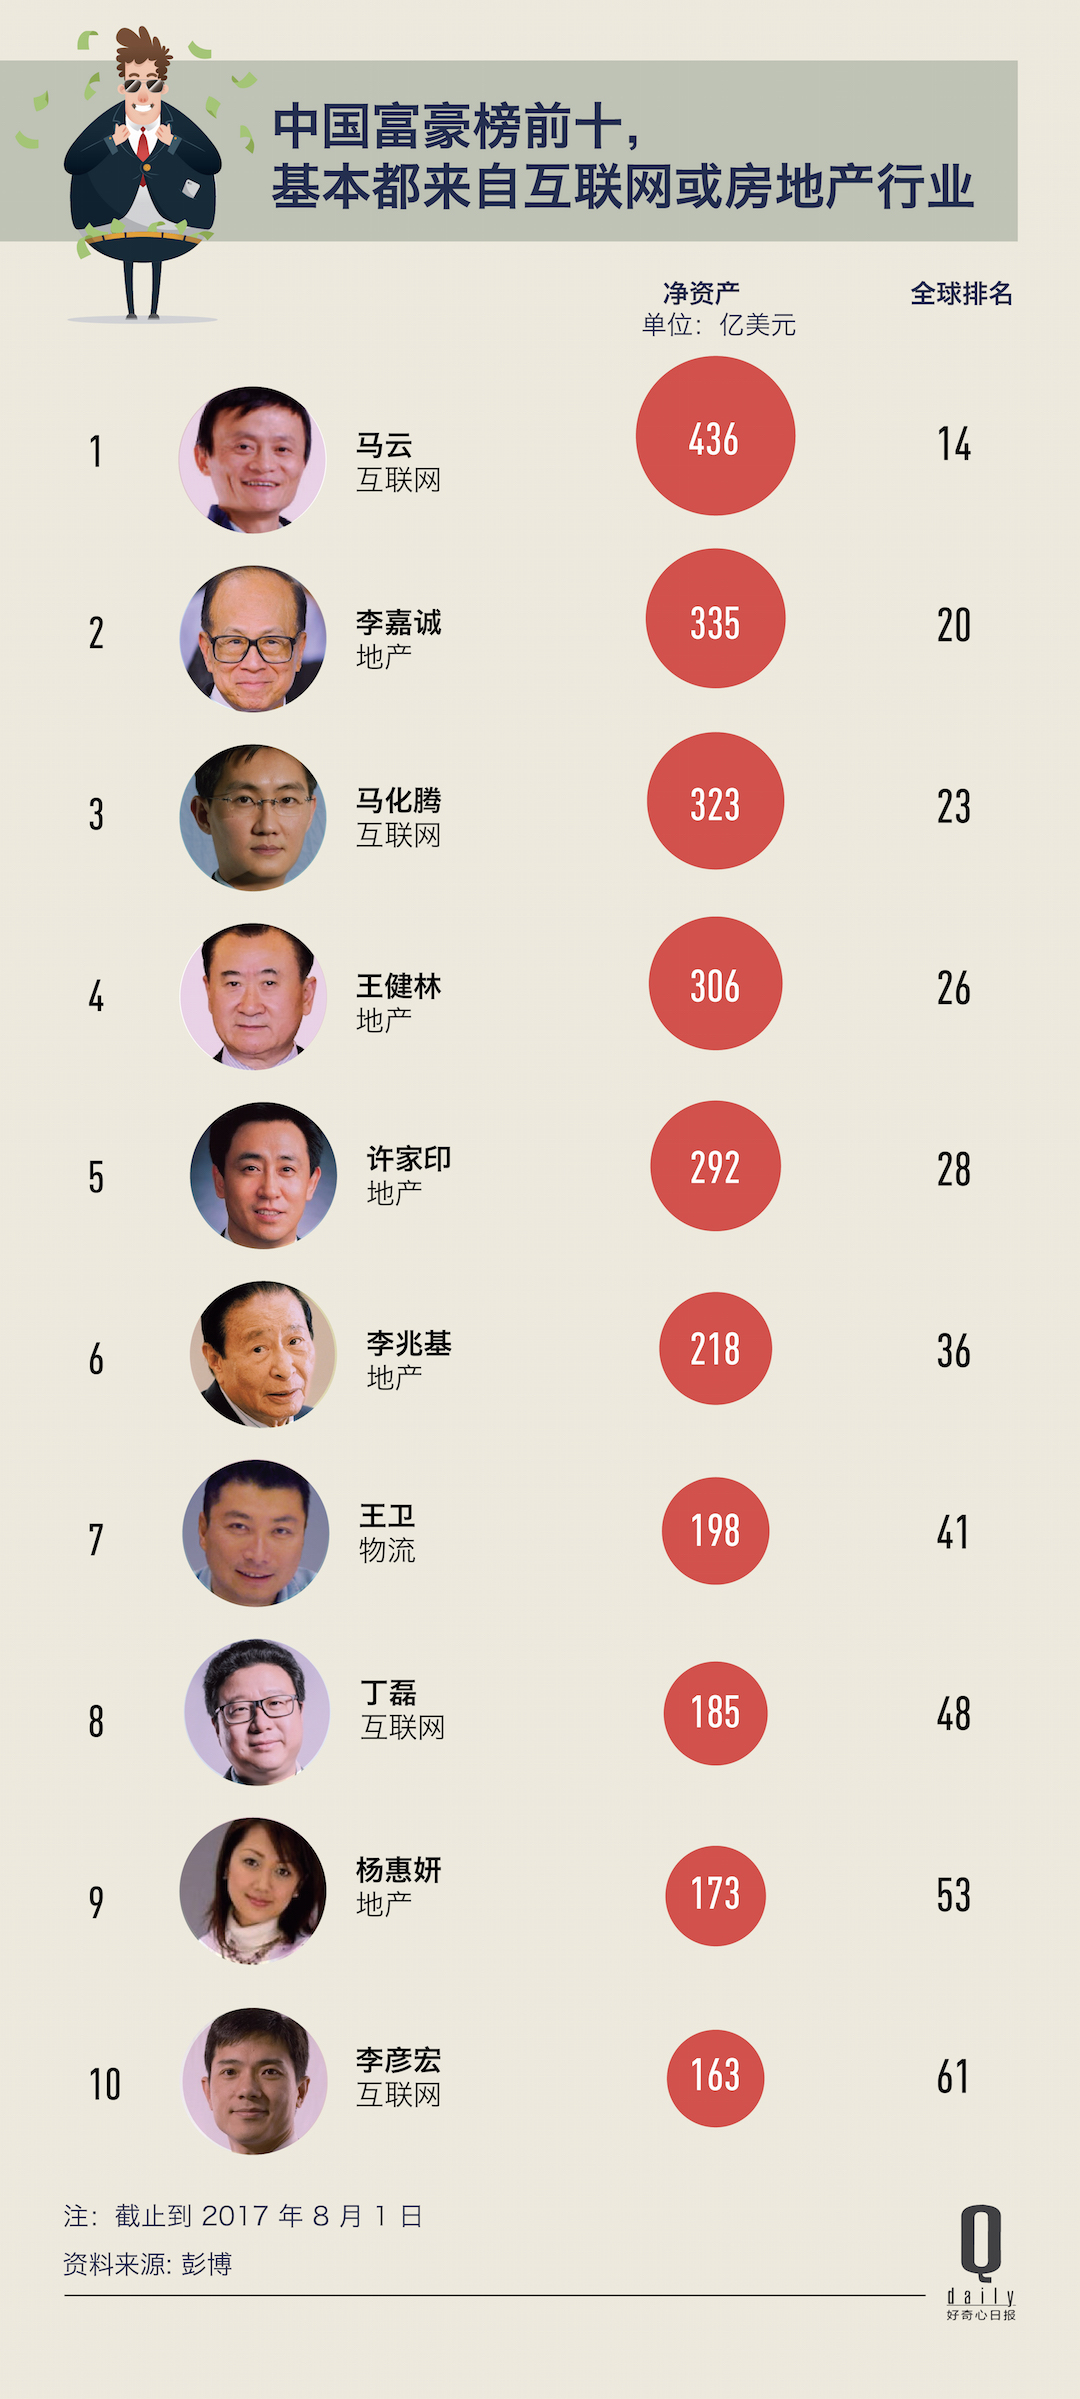 中国富豪榜前十，
基本都来自互联网或房地产行业
净资产
单位：亿美元
全球排名
1
马云
互联网
436
14
2
李嘉诚
地产
335
20
3
马化腾
互联网
323
23
4
王健林
地产
306
26
5
许家印
地产
292
28
6
李兆基
地产
218
36
7
王卫
物流
198
41
8
丁磊
互联网
185
48
9
杨惠妍
地产
173
53
10
李彦宏
互联网
163
61
注：截止到 2017 年 8 月 1 日
资料来源: 彭博
Q
daily
好奇心日报